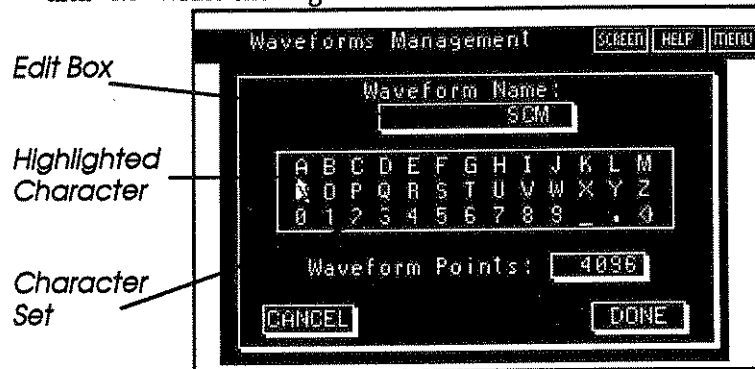 Waveforms Management SCREEN HELP MENU
Edit Box
Waveform Name:
SCM
Highlighted
Character
A B C D E F G H I J K L M
O P Q R S T U V W X Y Z
0 1 2 3 4 5 6 7 8 9 _ .
Character
Set
Waveform Points: 4096
CANCEL DONE